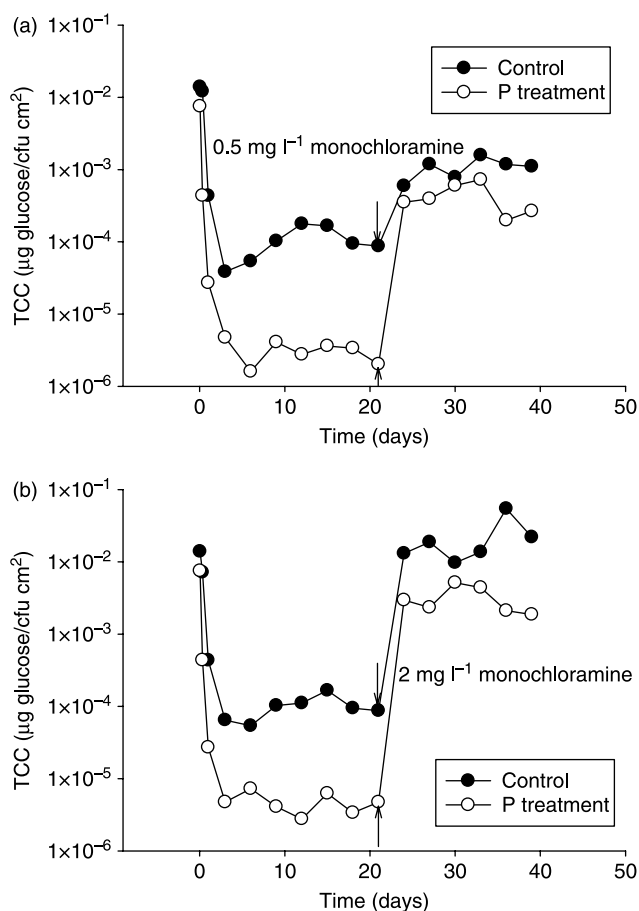 (a)
1×10⁻¹
1×10⁻²
1×10⁻³
1×10⁻⁴
1×10⁻⁵
1×10⁻⁶
TCC (μg glucose/cfu cm²)
Control
P treatment
0.5 mg l⁻¹ monochloramine
0 10 20 30 40 50
Time (days)
(b)
1×10⁻¹
1×10⁻²
1×10⁻³
1×10⁻⁴
1×10⁻⁵
1×10⁻⁶
TCC (μg glucose/cfu cm²)
2 mg l⁻¹ monochloramine
Control
P treatment
0 10 20 30 40 50
Time (days)